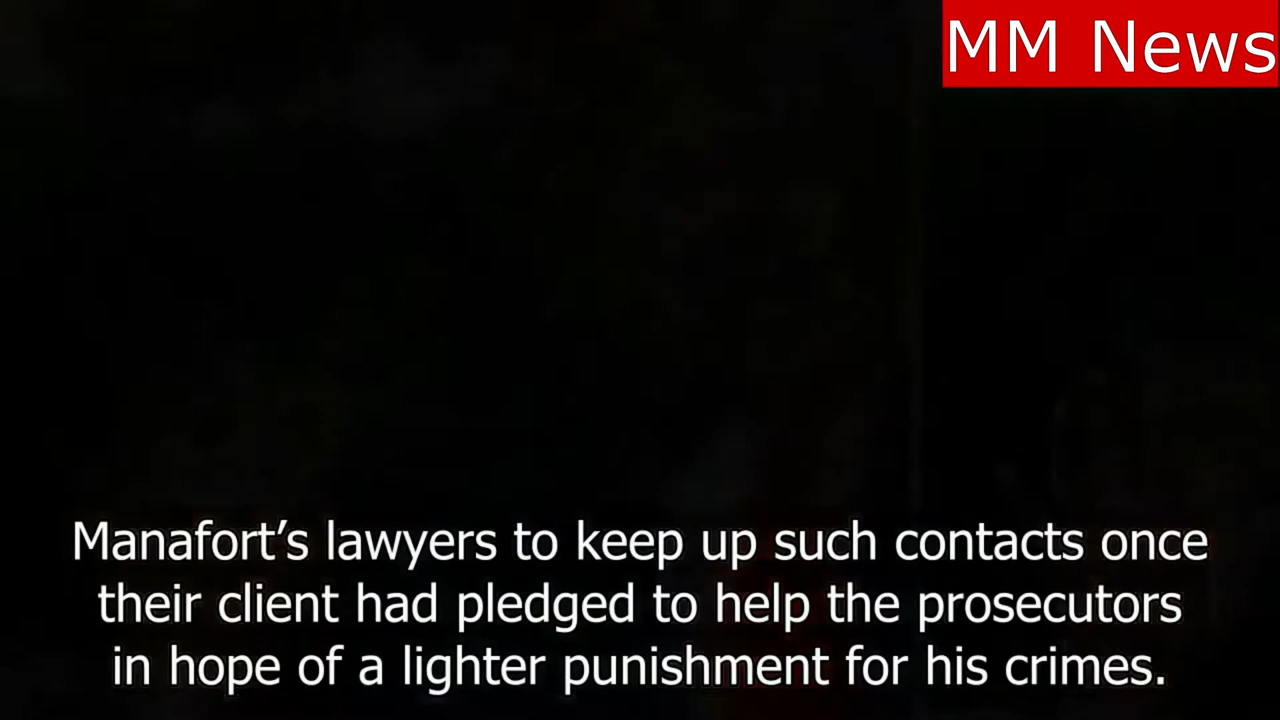 MM News
Manafort’s lawyers to keep up such contacts once
their client had pledged to help the prosecutors
in hope of a lighter punishment for his crimes.